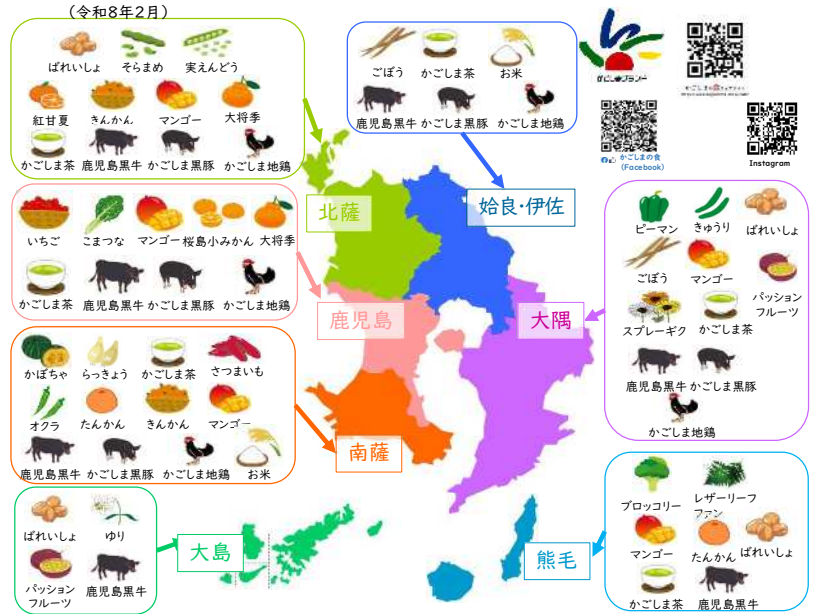 (令和8年2月)
ばれいしょ そらまめ 実えんどう
紅甘夏 きんかん マンゴー 大将季
かごしま茶 鹿児島黒牛 かごしま黒豚 かごしま地鶏
ごぼう かごしま茶 お米
鹿児島黒牛 かごしま黒豚 かごしま地鶏
かごしまブランド
かごしまの食
(Facebook)
Instagram
北薩
姶良・伊佐
いちご こまつな マンゴー 桜島小みかん 大将季
かごしま茶 鹿児島黒牛 かごしま黒豚 かごしま地鶏
鹿児島
ピーマン きゅうり ばれいしょ
ごぼう マンゴー パッション
フルーツ
スプレーギク かごしま茶
鹿児島黒牛 かごしま黒豚
かごしま地鶏
大隅
かぼちゃ らっきょう かごしま茶 さつまいも
オクラ たんかん きんかん マンゴー
鹿児島黒牛 かごしま黒豚 かごしま地鶏 お米
南薩
ばれいしょ ゆり
パッション
フルーツ 鹿児島黒牛
大島
ブロッコリー レザーリーフ
ファン
マンゴー たんかん ばれいしょ
かごしま茶 鹿児島黒牛
熊毛